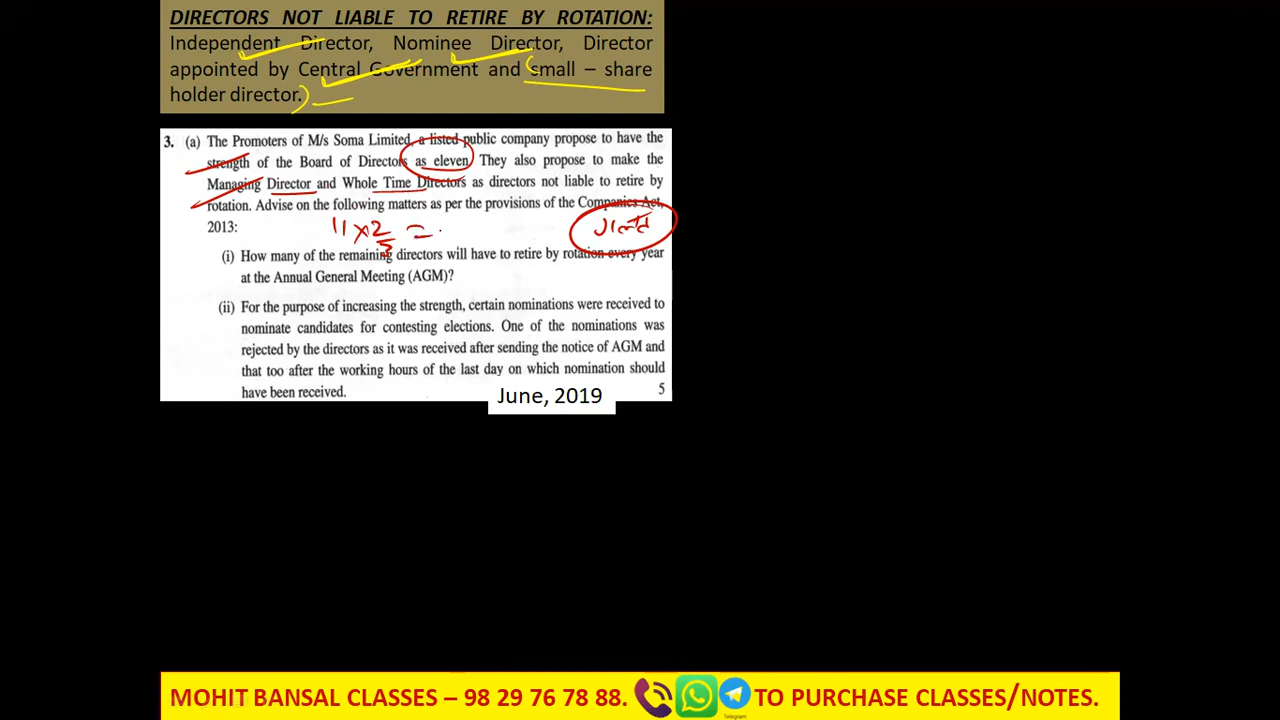 DIRECTORS NOT LIABLE TO RETIRE BY ROTATION:
Independent Director, Nominee Director, Director
appointed by Central Government and small – share
holder director.)
3. (a) The Promoters of M/s Soma Limited, a listed public company propose to have the
strength of the Board of Directors as eleven. They also propose to make the
Managing Director and Whole Time Directors as directors not liable to retire by
rotation. Advise on the following matters as per the provisions of the Companies Act,
2013:
11 × 2/3 =
(i) How many of the remaining directors will have to retire by rotation every year
at the Annual General Meeting (AGM)?
(ii) For the purpose of increasing the strength, certain nominations were received to
nominate candidates for contesting elections. One of the nominations was
rejected by the directors as it was received after sending the notice of AGM and
that too after the working hours of the last day on which nomination should
have been received. 5
June, 2019
MOHIT BANSAL CLASSES – 98 29 76 78 88. TO PURCHASE CLASSES/NOTES.
Telegram